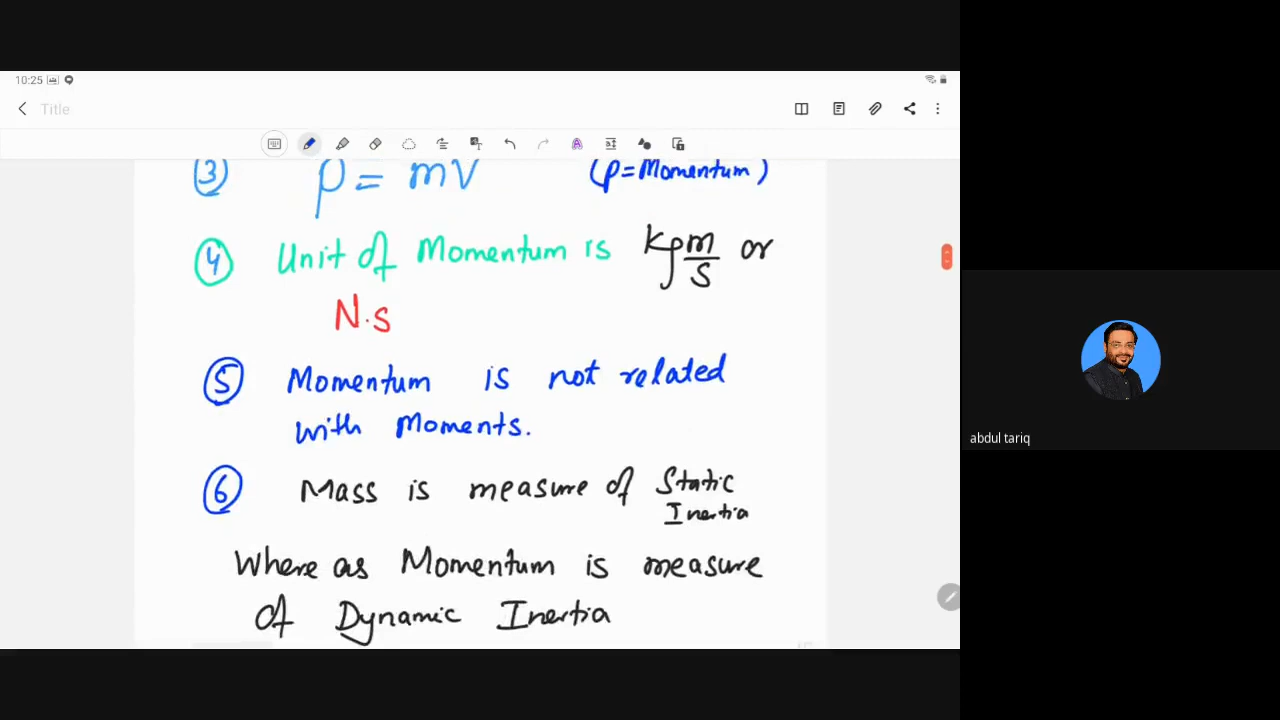 10:25
Title
3 P = mv (P=Momentum)
4 Unit of Momentum is kg m/s or
N.s
5 Momentum is not related
with Moments.
6 Mass is measure of Static
Inertia
Where as Momentum is measure
of Dynamic Inertia
abdul tariq